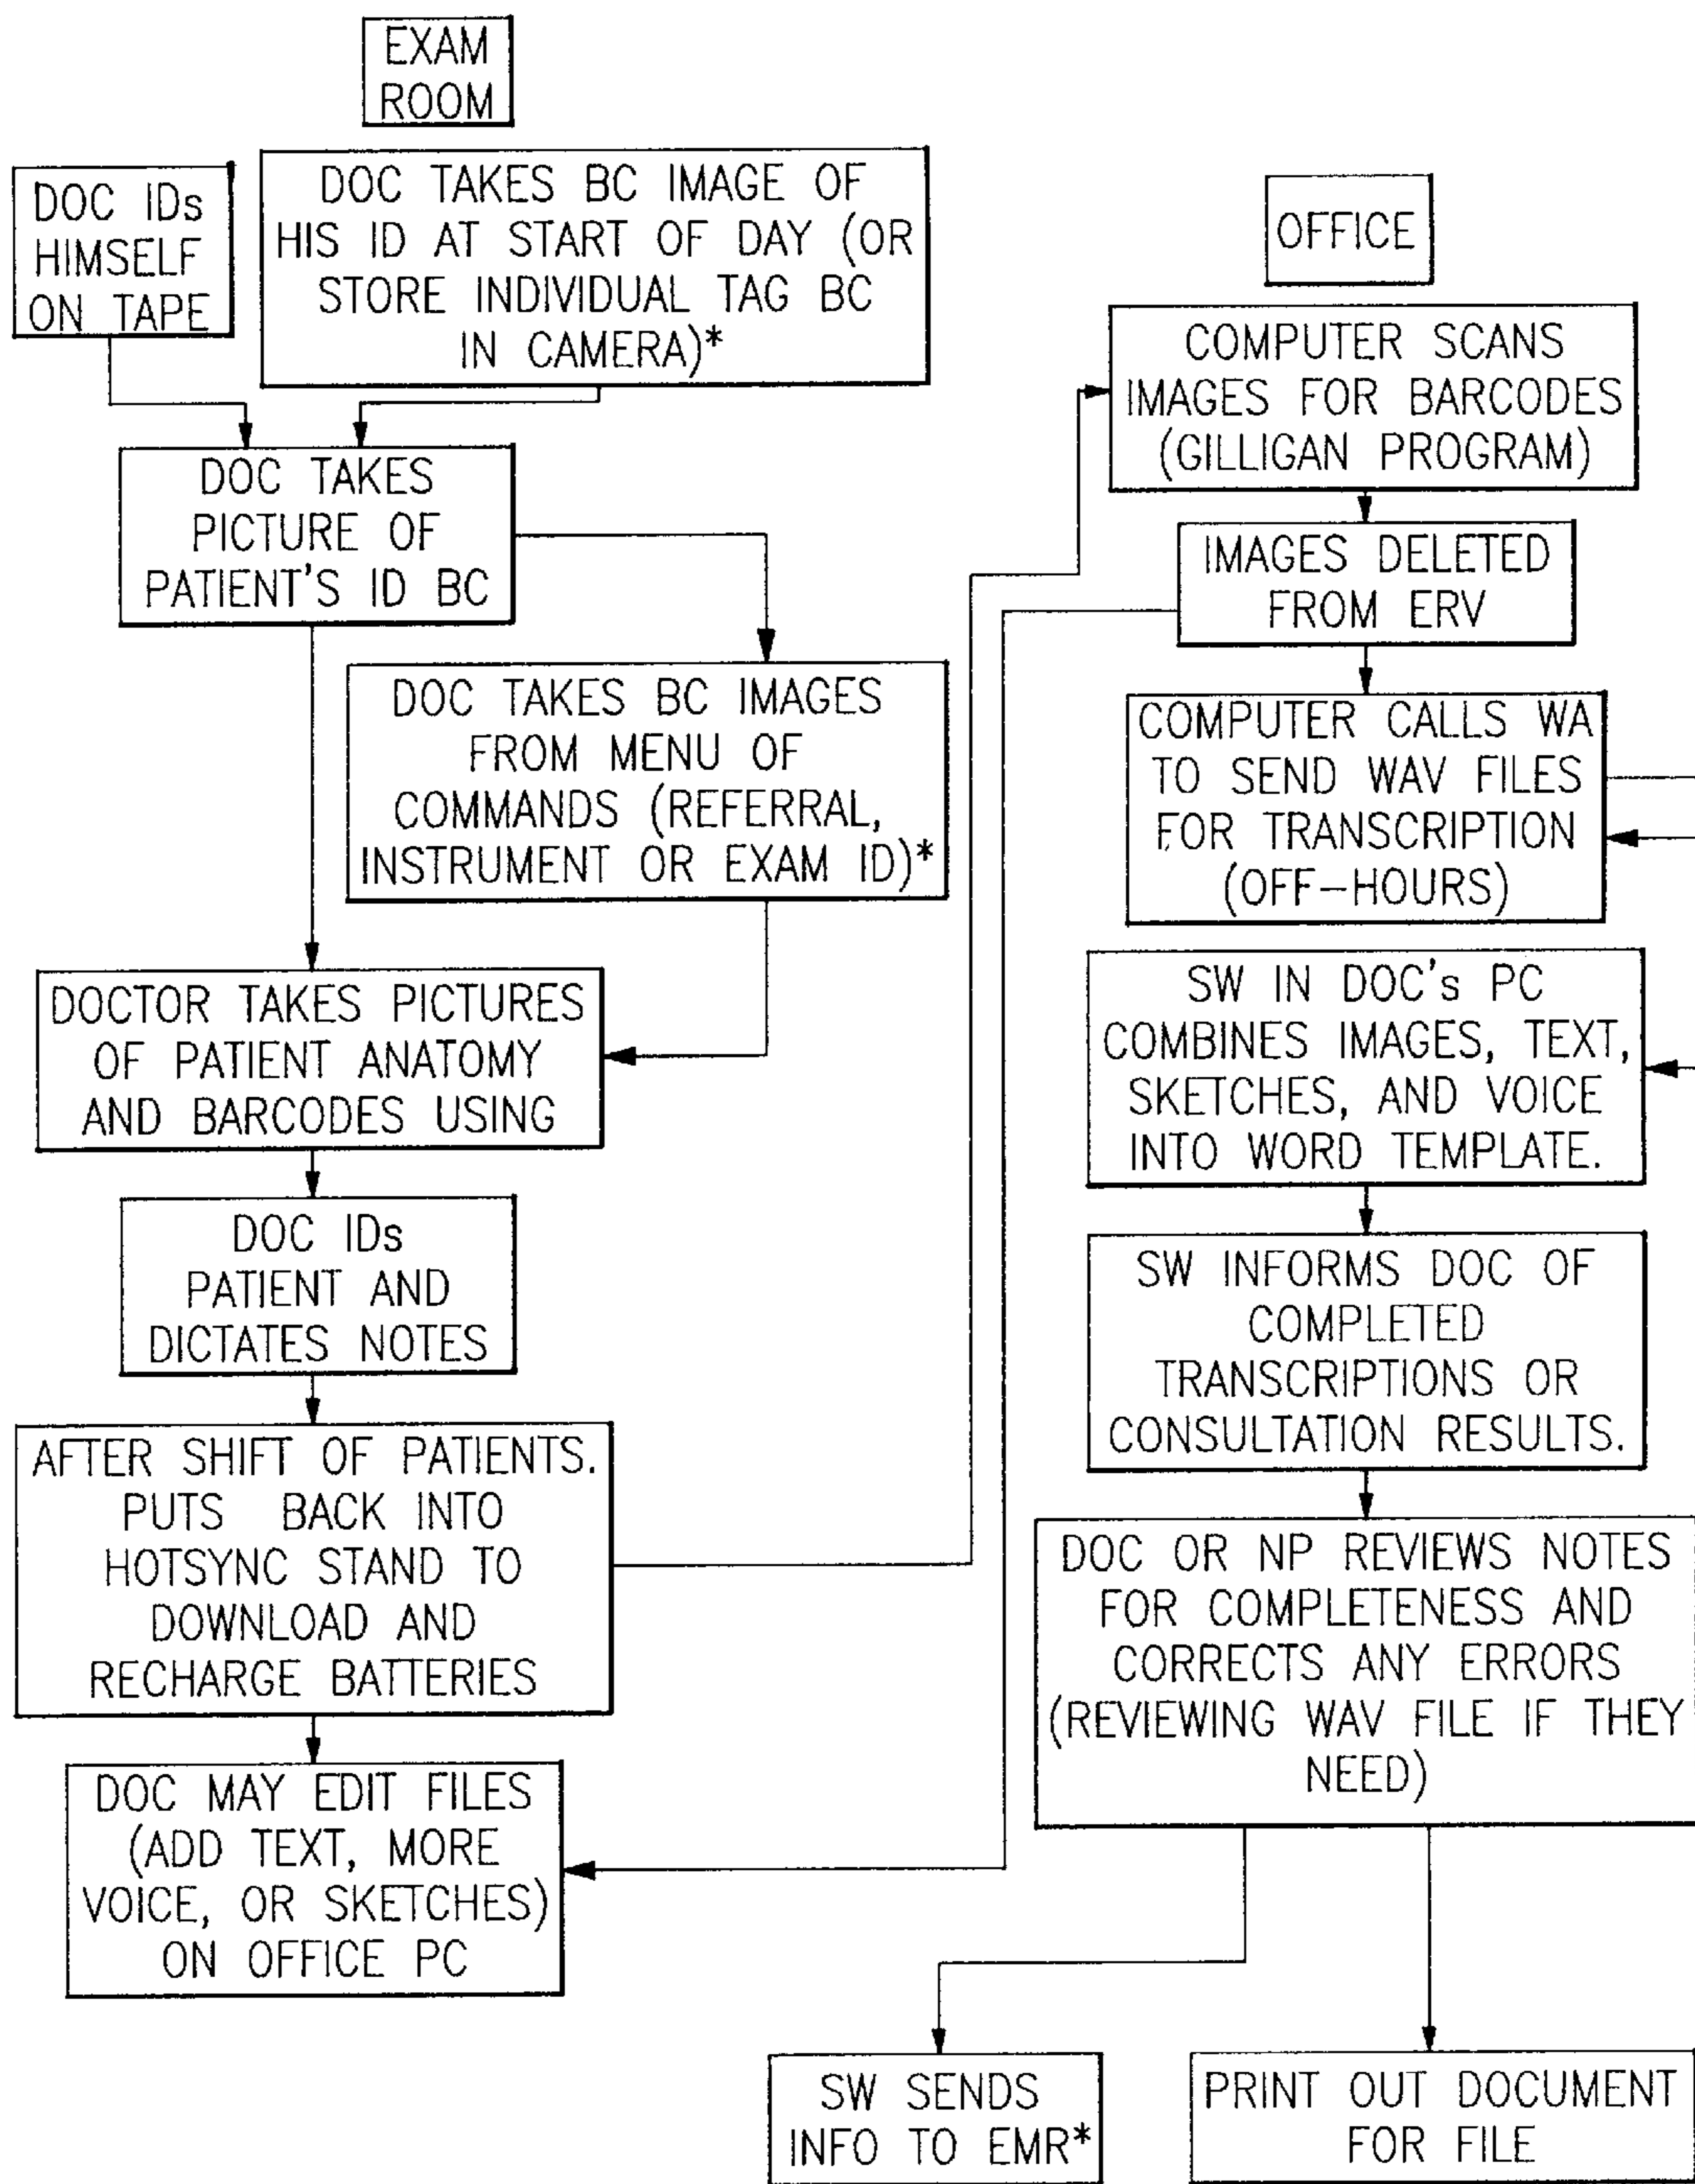 EXAM
ROOM
DOC IDs
HIMSELF
ON TAPE
DOC TAKES BC IMAGE OF
HIS ID AT START OF DAY (OR
STORE INDIVIDUAL TAG BC
IN CAMERA)*
DOC TAKES
PICTURE OF
PATIENT'S ID BC
DOC TAKES BC IMAGES
FROM MENU OF
COMMANDS (REFERRAL,
INSTRUMENT OR EXAM ID)*
DOCTOR TAKES PICTURES
OF PATIENT ANATOMY
AND BARCODES USING
DOC IDs
PATIENT AND
DICTATES NOTES
AFTER SHIFT OF PATIENTS.
PUTS BACK INTO
HOTSYNC STAND TO
DOWNLOAD AND
RECHARGE BATTERIES
DOC MAY EDIT FILES
(ADD TEXT, MORE
VOICE, OR SKETCHES)
ON OFFICE PC
OFFICE
COMPUTER SCANS
IMAGES FOR BARCODES
(GILLIGAN PROGRAM)
IMAGES DELETED
FROM ERV
COMPUTER CALLS WA
TO SEND WAV FILES
FOR TRANSCRIPTION
(OFF-HOURS)
SW IN DOC's PC
COMBINES IMAGES, TEXT,
SKETCHES, AND VOICE
INTO WORD TEMPLATE.
SW INFORMS DOC OF
COMPLETED
TRANSCRIPTIONS OR
CONSULTATION RESULTS.
DOC OR NP REVIEWS NOTES
FOR COMPLETENESS AND
CORRECTS ANY ERRORS
(REVIEWING WAV FILE IF THEY
NEED)
SW SENDS
INFO TO EMR*
PRINT OUT DOCUMENT
FOR FILE